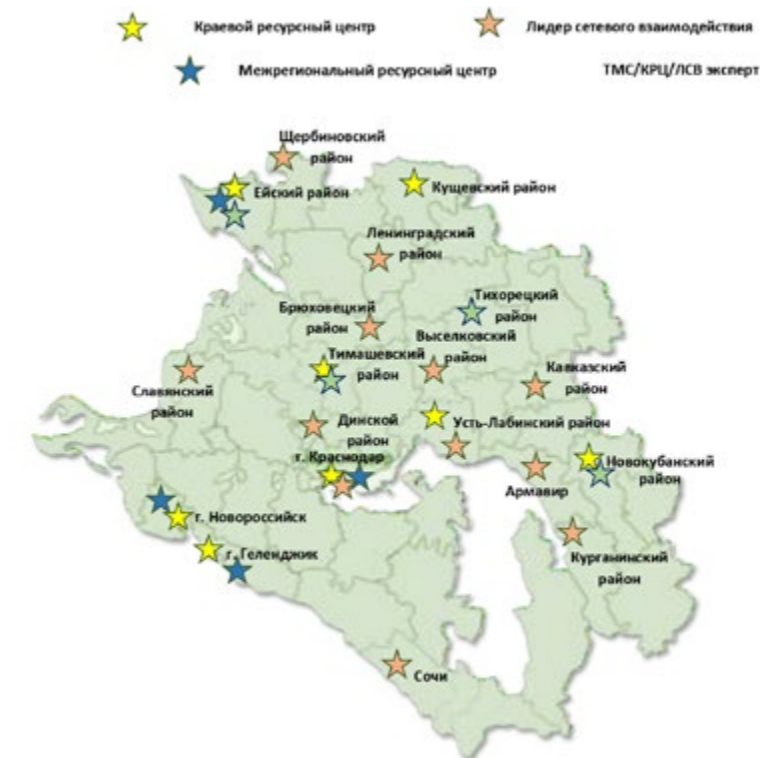 Краевой ресурсный центр
Лидер сетевого взаимодействия
Межрегиональный ресурсный центр
ТМС/КРЦ/ЛСВ эксперт
Щербиновский
район
Ейский район
Кущевский район
Ленинградский
район
Тихорецкий
район
Брюховецкий
район
Выселковский
район
Тимашевский
район
Кавказский
район
Славянский
район
Динской
район
Усть-Лабинский район
г. Краснодар
Новокубанский
район
Армавир
г. Новороссийск
г. Геленджик
Курганинский
район
Сочи